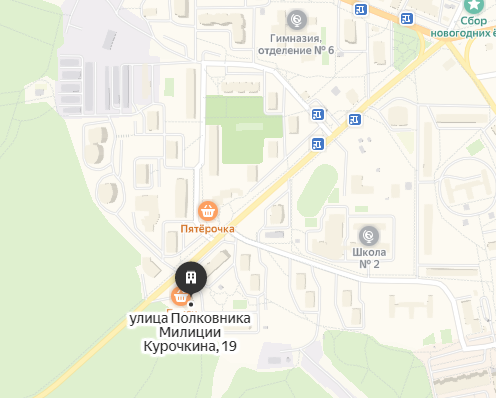 Гимназия,
отделение № 6
Сбор
новогодних ё
Пятёрочка
Школа
№ 2
улица Полковника
Милиции
Курочкина, 19